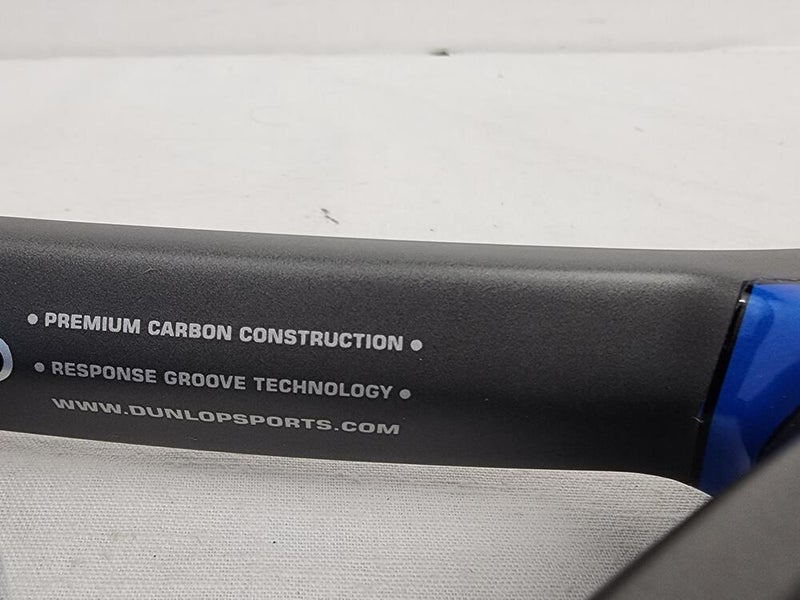 • PREMIUM CARBON CONSTRUCTION •
• RESPONSE GROOVE TECHNOLOGY •
WWW.DUNLOPSPORTS.COM